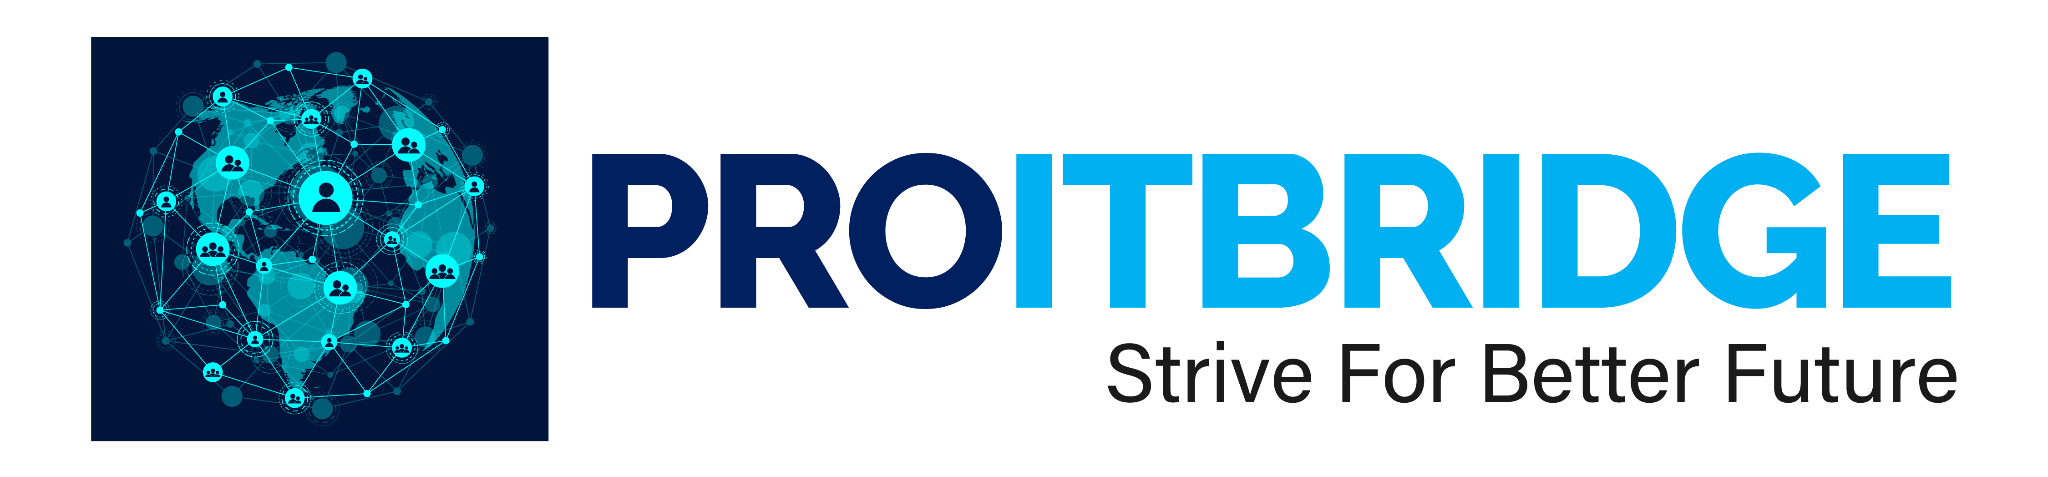 PROITBRIDGE
Strive For Better Future